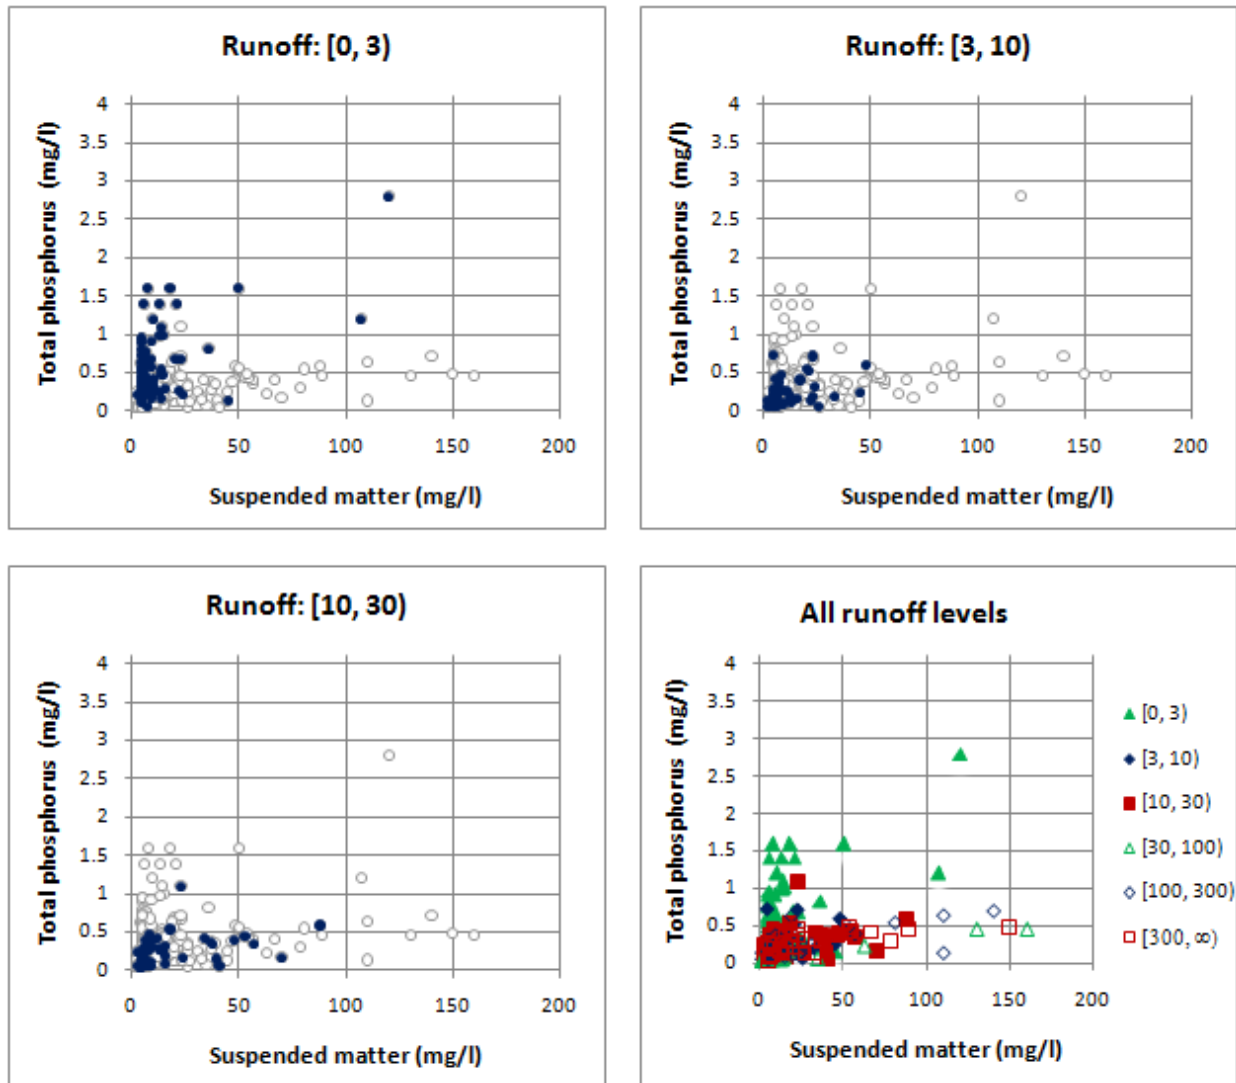 Runoff: [0, 3)
4
3.5
3
2.5
2
1.5
1
0.5
0
0 50 100 150 200
Total phosphorus (mg/l)
Suspended matter (mg/l)
Runoff: [3, 10)
4
3.5
3
2.5
2
1.5
1
0.5
0
0 50 100 150 200
Total phosphorus (mg/l)
Suspended matter (mg/l)
Runoff: [10, 30)
4
3.5
3
2.5
2
1.5
1
0.5
0
0 50 100 150 200
Total phosphorus (mg/l)
Suspended matter (mg/l)
All runoff levels
4
3.5
3
2.5
2
1.5
1
0.5
0
0 50 100 150 200
Total phosphorus (mg/l)
Suspended matter (mg/l)
[0, 3)
[3, 10)
[10, 30)
[30, 100)
[100, 300)
[300, ∞)